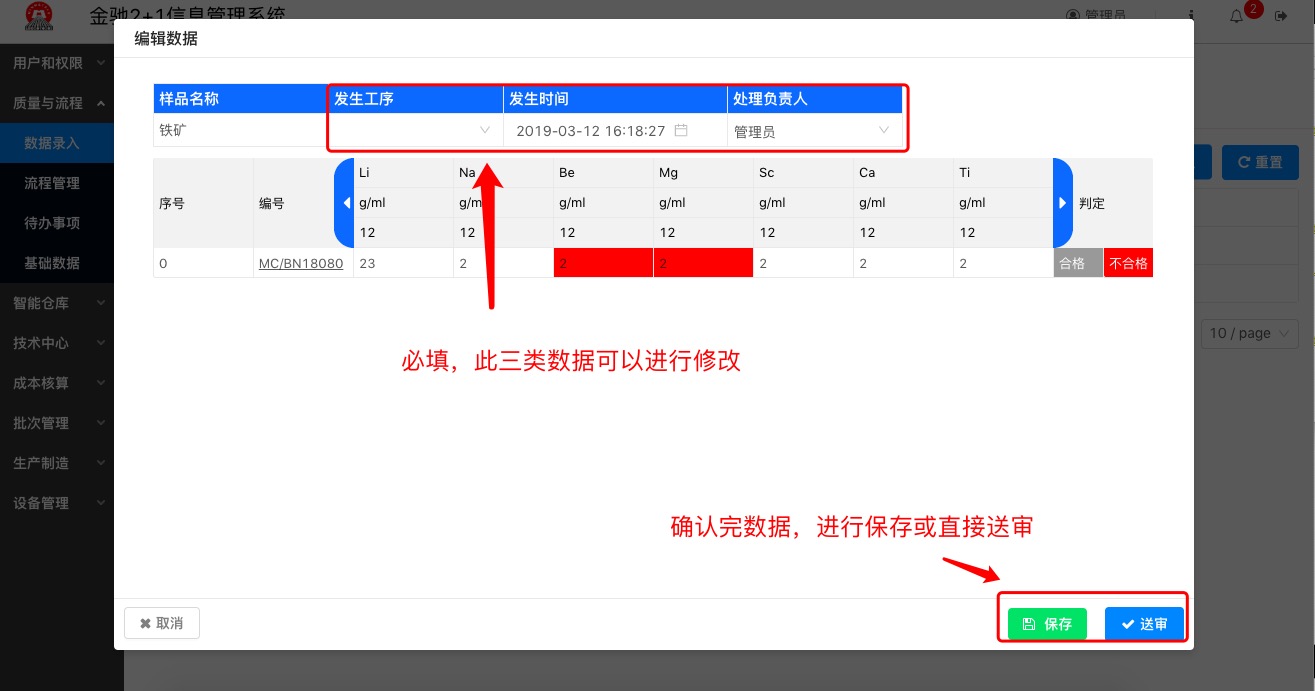 金驰2+1信息管理系统
管理员
2
编辑数据
用户和权限
质量与流程
数据录入
流程管理
待办事项
基础数据
智能仓库
技术中心
成本核算
批次管理
生产制造
设备管理
样品名称 发生工序 发生时间 处理负责人
铁矿 2019-03-12 16:18:27 管理员
重置
Li Na Be Mg Sc Ca Ti
序号 编号 g/ml g/m g/ml g/ml g/ml g/ml g/ml 判定
12 12 12 12 12 12 12
0 MC/BN18080 23 2 2 2 2 2 2 合格 不合格
10 / page
必填，此三类数据可以进行修改
确认完数据，进行保存或直接送审
取消 保存 送审